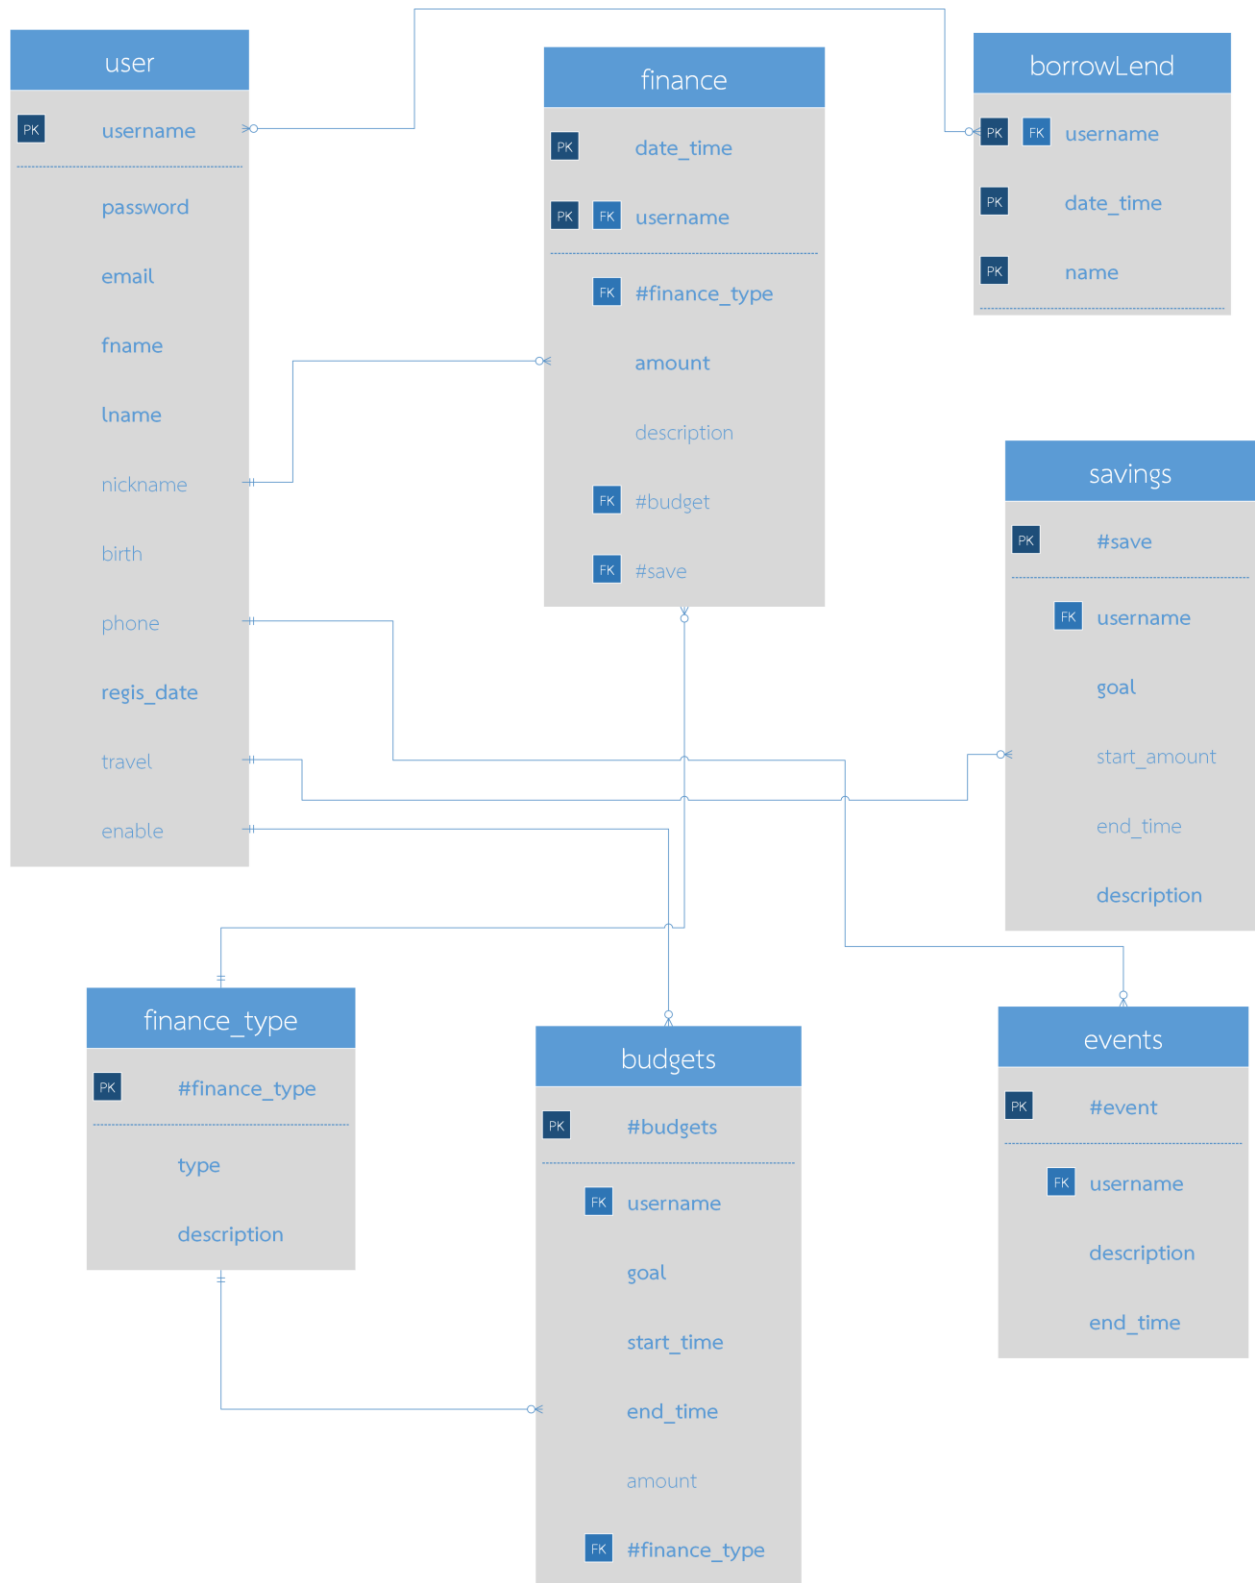 user
PK username
password
email
fname
lname
nickname
birth
phone
regis_date
travel
enable
finance
PK date_time
PK FK username
FK #finance_type
amount
description
FK #budget
FK #save
borrowLend
PK FK username
PK date_time
PK name
savings
PK #save
FK username
goal
start_amount
end_time
description
finance_type
PK #finance_type
type
description
budgets
PK #budgets
FK username
goal
start_time
end_time
amount
FK #finance_type
events
PK #event
FK username
description
end_time